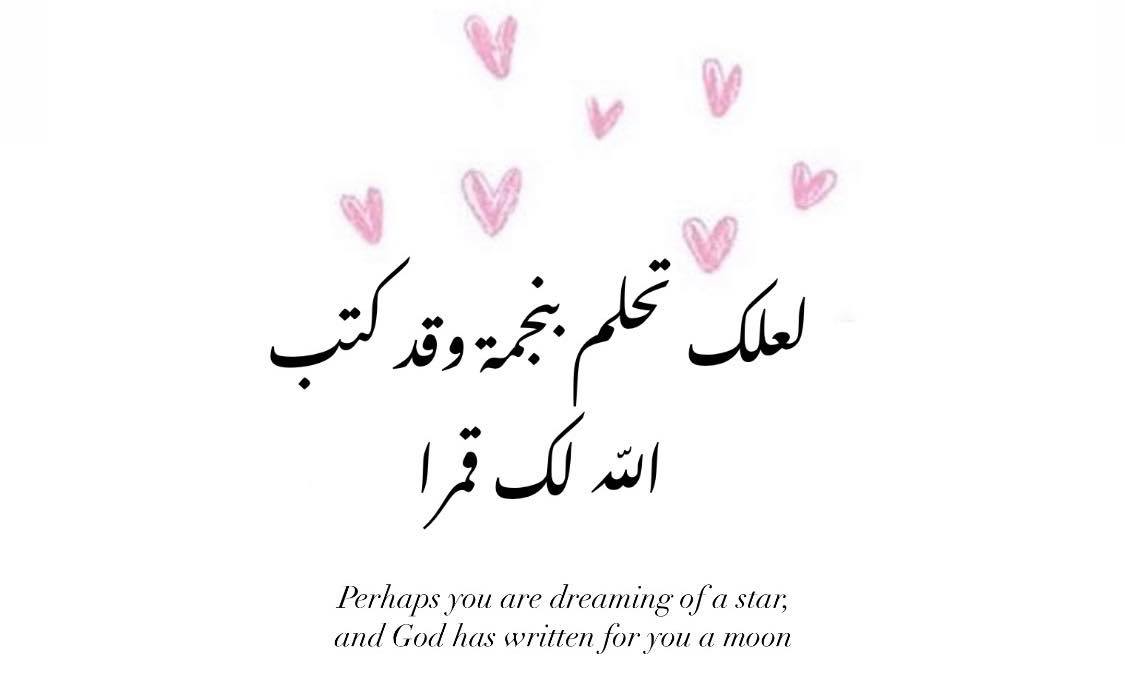 لعلك تحلم بنجمة وقد كتب
الله لك قمرا
Perhaps you are dreaming of a star,
and God has written for you a moon